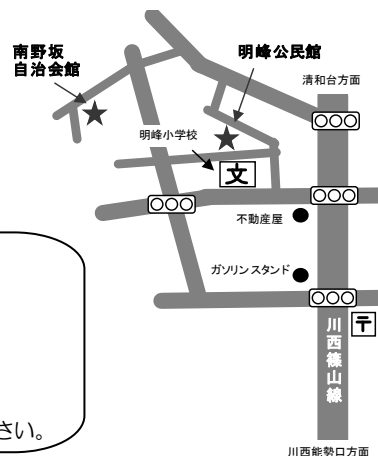 南野坂
自治会館
明峰公民館
清和台方面
明峰小学校
文
不動産屋
ガソリンスタンド
〒
川西篠山線
さい。
川西能勢口方面